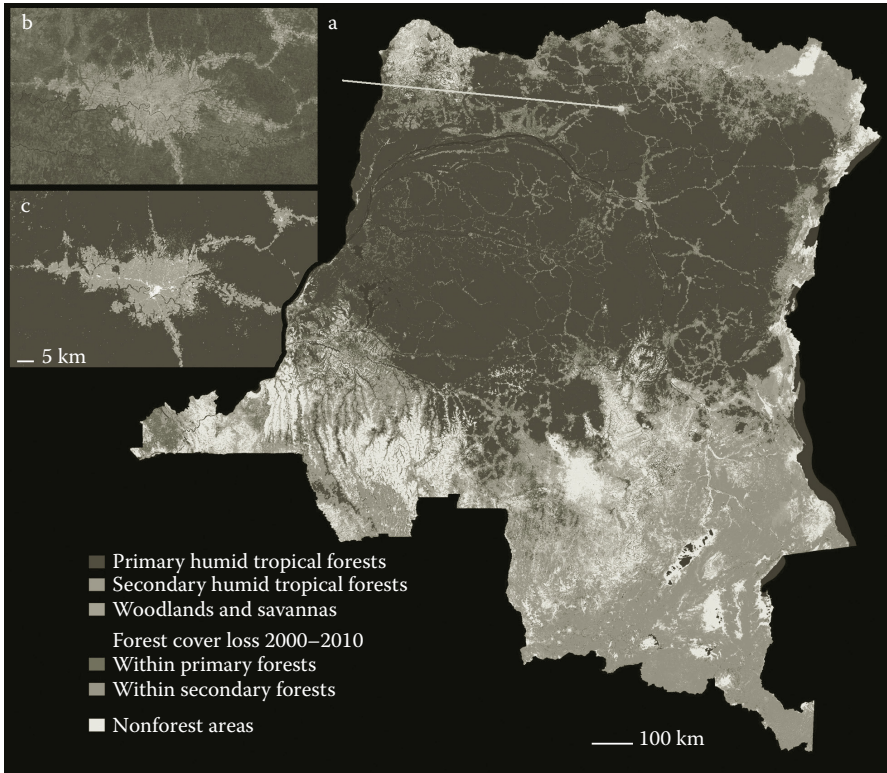 b
a
c
5 km
Primary humid tropical forests
Secondary humid tropical forests
Woodlands and savannas
Forest cover loss 2000–2010
Within primary forests
Within secondary forests
Nonforest areas
100 km